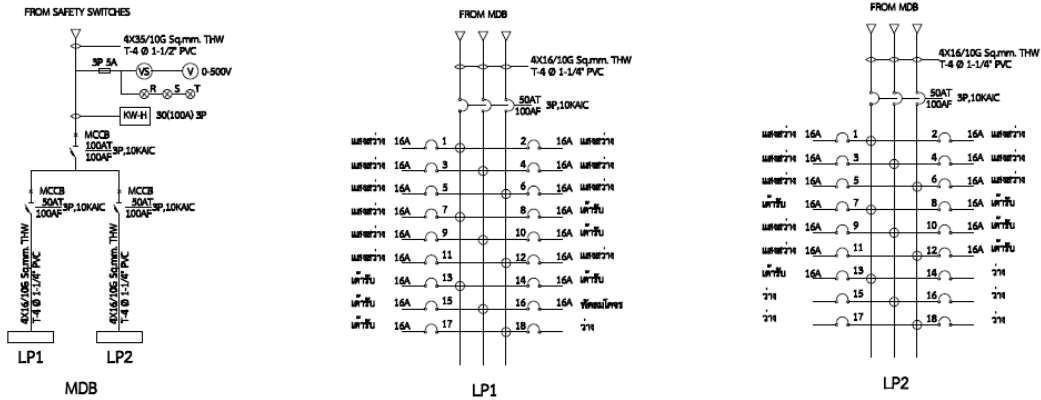 FROM SAFETY SWITCHES
4X35/10G Sq.mm. THW
T-4 Ø 1-1/2" PVC
3P 5A
VS
V
0-500V
R
S
T
KW-H
30(100A) 3P
MCCB
100AT
100AF
3P,10KAIC
MCCB
50AT
100AF
3P,10KAIC
MCCB
50AT
100AF
3P,10KAIC
4X16/10G Sq.mm. THW
T-4 Ø 1-1/4" PVC
4X16/10G Sq.mm. THW
T-4 Ø 1-1/4" PVC
LP1
LP2
MDB
FROM MDB
4X16/10G Sq.mm. THW
T-4 Ø 1-1/4" PVC
50AT
100AF
3P,10KAIC
แสงสว่าง 16A 1 2 16A แสงสว่าง
แสงสว่าง 16A 3 4 16A แสงสว่าง
แสงสว่าง 16A 5 6 16A แสงสว่าง
แสงสว่าง 16A 7 8 16A เต้ารับ
แสงสว่าง 16A 9 10 16A เต้ารับ
แสงสว่าง 16A 11 12 16A แสงสว่าง
เต้ารับ 16A 13 14 16A เต้ารับ
เต้ารับ 16A 15 16 16A พัดลมโคจร
เต้ารับ 16A 17 18 ว่าง
LP1
FROM MDB
4X16/10G Sq.mm. THW
T-4 Ø 1-1/4" PVC
50AT
100AF
3P,10KAIC
แสงสว่าง 16A 1 2 16A แสงสว่าง
แสงสว่าง 16A 3 4 16A แสงสว่าง
แสงสว่าง 16A 5 6 16A แสงสว่าง
เต้ารับ 16A 7 8 16A เต้ารับ
แสงสว่าง 16A 9 10 16A เต้ารับ
แสงสว่าง 16A 11 12 16A เต้ารับ
เต้ารับ 16A 13 14 ว่าง
ว่าง 15 16 ว่าง
ว่าง 17 18 ว่าง
LP2